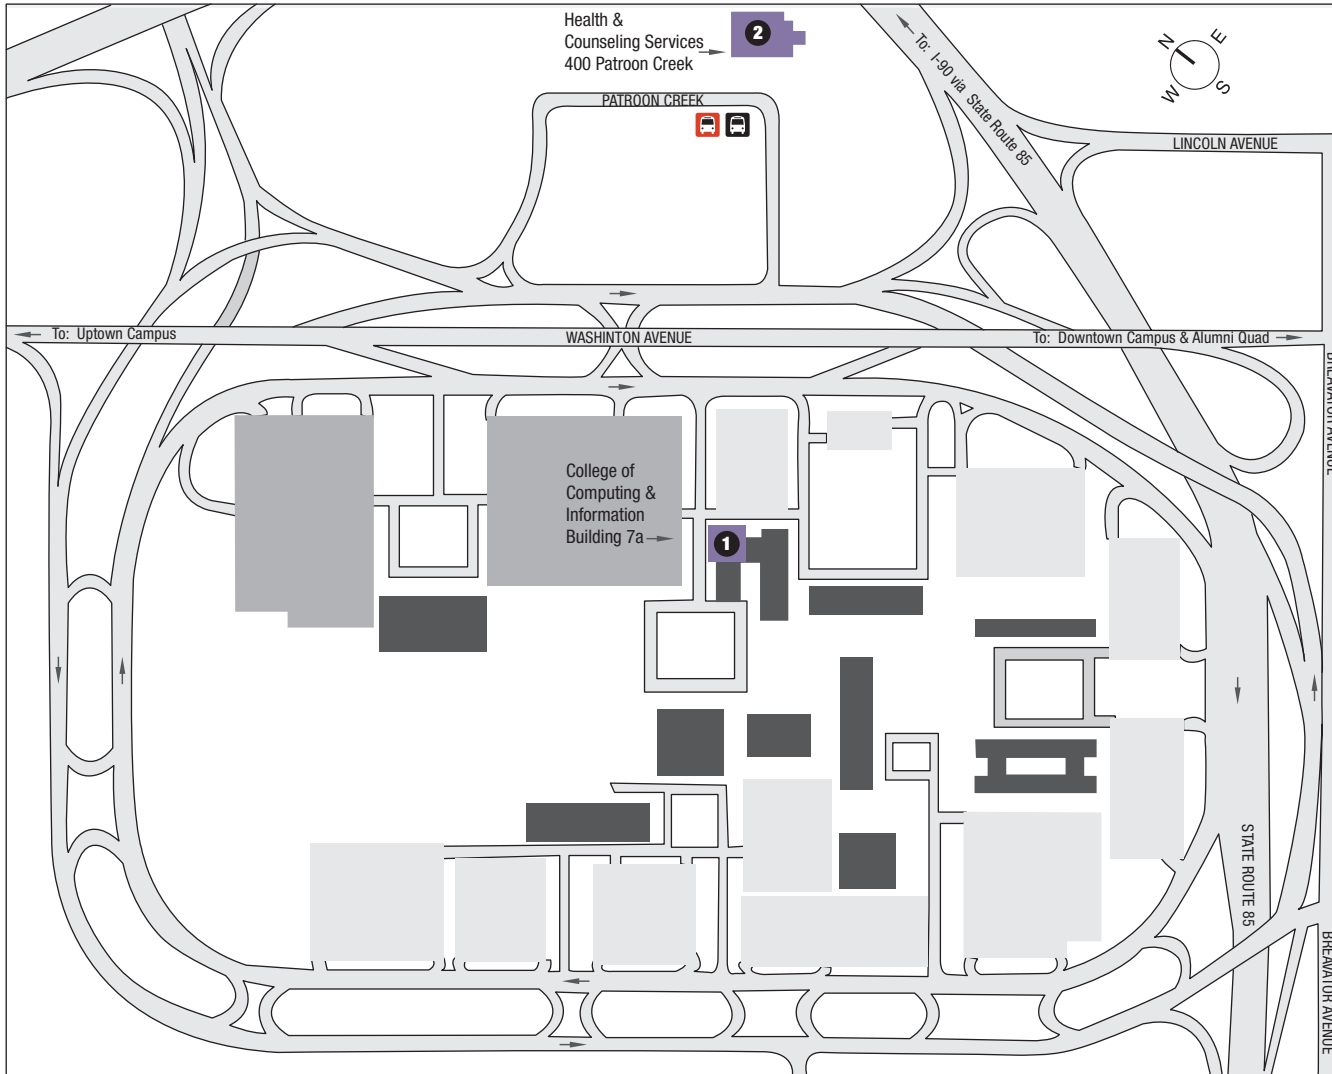 Health &
Counseling Services
400 Patroon Creek
2
N
E
W
S
To: I-90 via State Route 85
PATROON CREEK
LINCOLN AVENUE
To: Uptown Campus
WASHINTON AVENUE
To: Downtown Campus & Alumni Quad
BREAVATOR AVENUE
College of
Computing &
Information
Building 7a
1
STATE ROUTE 85
BREAVATOR AVENUE